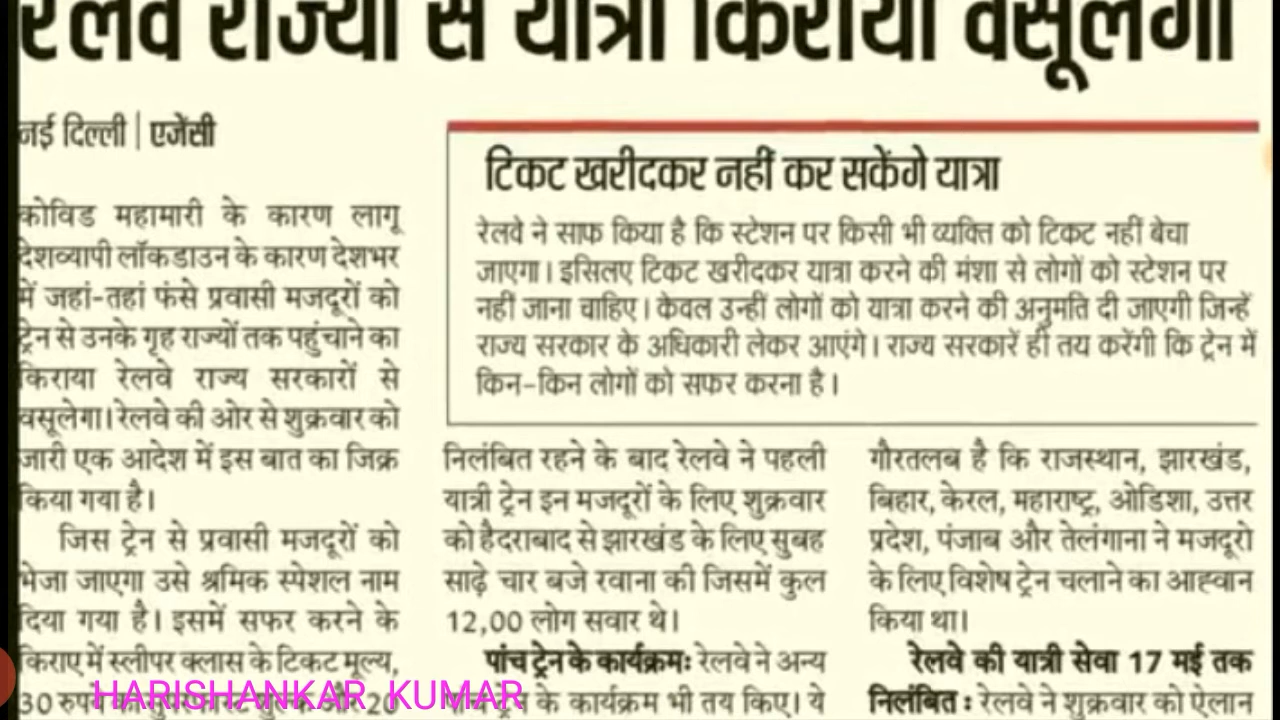 रेलवे राज्यों से यात्रा किराया वसूलेगा
नई दिल्ली | एजेंसी
कोविड महामारी के कारण लागू
देशव्यापी लॉकडाउन के कारण देशभर
में जहां-तहां फंसे प्रवासी मजदूरों को
ट्रेन से उनके गृह राज्यों तक पहुंचाने का
किराया रेलवे राज्य सरकारों से
वसूलेगा। रेलवे की ओर से शुक्रवार को
जारी एक आदेश में इस बात का जिक्र
किया गया है।
जिस ट्रेन से प्रवासी मजदूरों को
भेजा जाएगा उसे श्रमिक स्पेशल नाम
दिया गया है। इसमें सफर करने के
किराए में स्लीपर क्लास के टिकट मूल्य,
30 और 20
टिकट खरीदकर नहीं कर सकेंगे यात्रा
रेलवे ने साफ किया है कि स्टेशन पर किसी भी व्यक्ति को टिकट नहीं बेचा
जाएगा। इसिलए टिकट खरीदकर यात्रा करने की मंशा से लोगों को स्टेशन पर
नहीं जाना चाहिए। केवल उन्हीं लोगों को यात्रा करने की अनुमति दी जाएगी जिन्हें
राज्य सरकार के अधिकारी लेकर आएंगे। राज्य सरकारें ही तय करेंगी कि ट्रेन में
किन-किन लोगों को सफर करना है।
निलंबित रहने के बाद रेलवे ने पहली
यात्री ट्रेन इन मजदूरों के लिए शुक्रवार
को हैदराबाद से झारखंड के लिए सुबह
साढ़े चार बजे रवाना की जिसमें कुल
12,00 लोग सवार थे।
पांच ट्रेन के कार्यक्रमः रेलवे ने अन्य
के कार्यक्रम भी तय किए। ये
गौरतलब है कि राजस्थान, झारखंड,
बिहार, केरल, महाराष्ट्र, ओडिशा, उत्तर
प्रदेश, पंजाब और तेलंगाना ने मजदूरो
के लिए विशेष ट्रेन चलाने का आह्वान
किया था।
रेलवे की यात्री सेवा 17 मई तक
निलंबित : रेलवे ने शुक्रवार को ऐलान
HARISHANKAR KUMAR